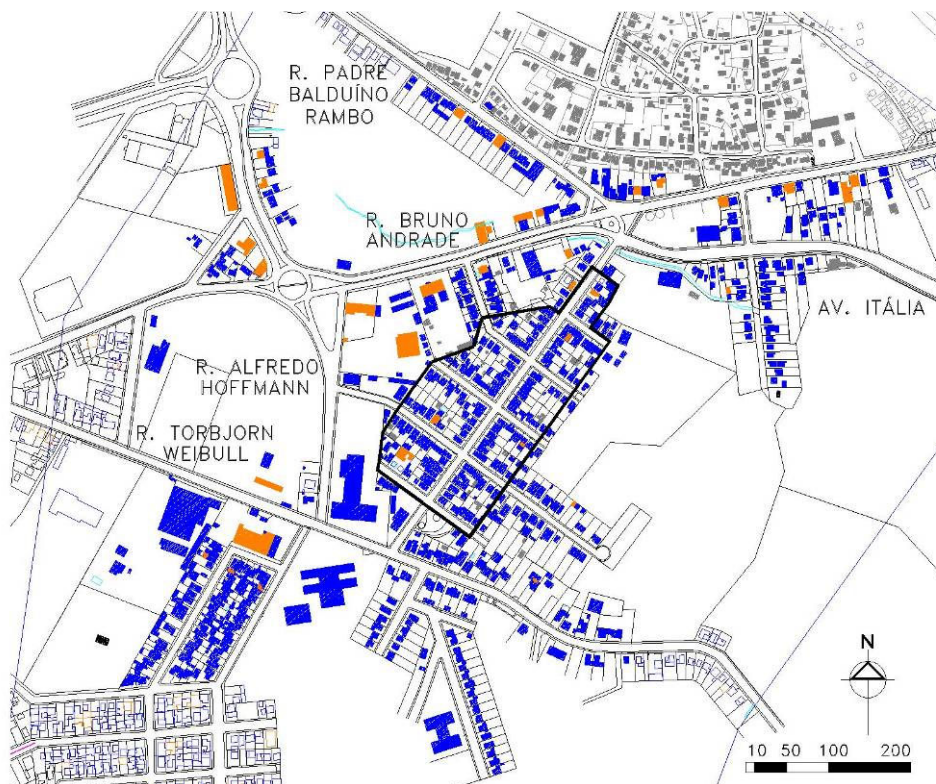 R. PADRE
BALDUÍNO
RAMBO
R. BRUNO
ANDRADE
AV. ITÁLIA
R. ALFREDO
HOFFMANN
R. TORBJORN
WEIBULL
N
10 50 100 200